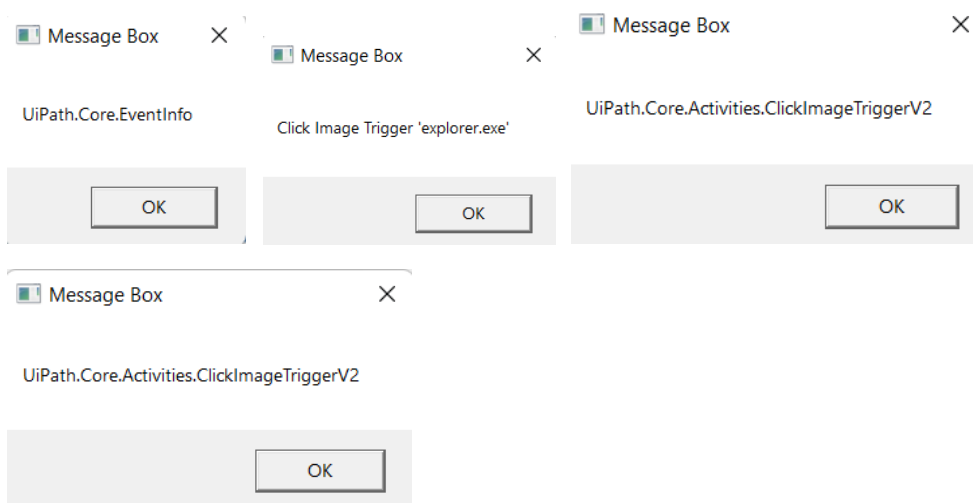 Message Box
UiPath.Core.EventInfo
OK
Message Box
Click Image Trigger 'explorer.exe'
OK
Message Box
UiPath.Core.Activities.ClickImageTriggerV2
OK
Message Box
UiPath.Core.Activities.ClickImageTriggerV2
OK